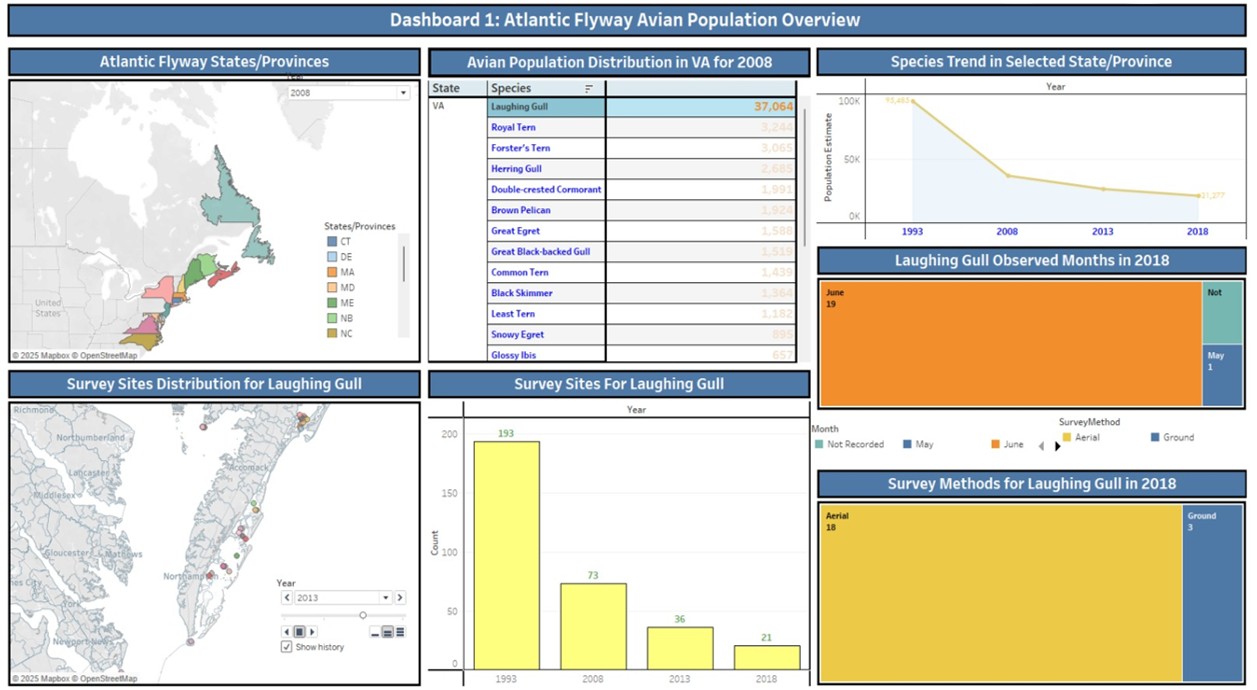 Dashboard 1: Atlantic Flyway Avian Population Overview
Atlantic Flyway States/Provinces
Year
2008
United
States
States/Provinces
CT
DE
MA
MD
ME
NB
NC
© 2025 Mapbox © OpenStreetMap
Avian Population Distribution in VA for 2008
State Species
VA Laughing Gull 37,064
Royal Tern 3,244
Forster's Tern 3,065
Herring Gull 2,685
Double-crested Cormorant 1,991
Brown Pelican 1,924
Great Egret 1,588
Great Black-backed Gull 1,519
Common Tern 1,439
Black Skimmer 1,364
Least Tern 1,182
Snowy Egret 695
Glossy Ibis 657
Species Trend in Selected State/Province
Year
Population Estimate
100K
50K
0K
93,483
21,277
1993 2008 2013 2018
Laughing Gull Observed Months in 2018
June
19
Not
May
1
Month
Not Recorded May June
SurveyMethod
Aerial Ground
Survey Sites Distribution for Laughing Gull
Richmond
Northumberland
Lancaster
Middlesex
Accomack
Gloucester
Mathews
nes City
York
Newport News
Year
2013
Show history
© 2025 Mapbox © OpenStreetMap
Survey Sites For Laughing Gull
Year
Count
200
150
100
50
0
193
73
36
21
1993 2008 2013 2018
Survey Methods for Laughing Gull in 2018
Aerial
18
Ground
3